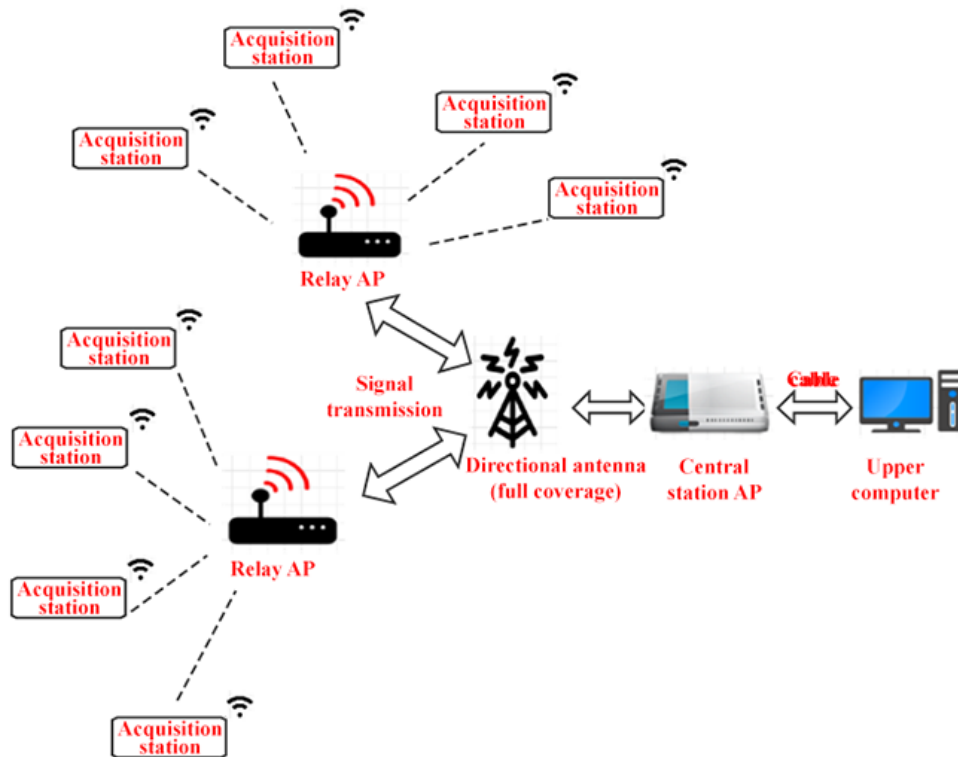 Acquisition
station
Acquisition
station
Acquisition
station
Acquisition
station
Relay AP
Acquisition
station
Signal
transmission
Cable
Acquisition
station
Directional antenna
(full coverage)
Central
station AP
Upper
computer
Relay AP
Acquisition
station
Acquisition
station